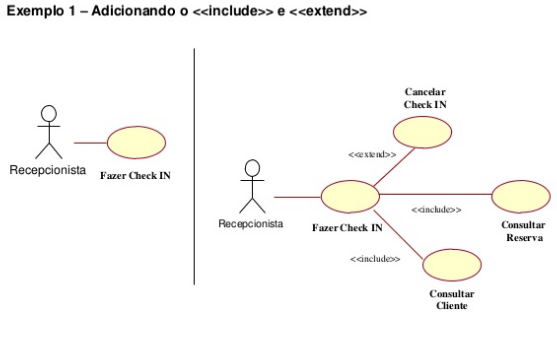 Exemplo 1 – Adicionando o <<include>> e <<extend>>
Recepcionista
Fazer Check IN
Cancelar
Check IN
<<extend>>
Recepcionista
Fazer Check IN
<<include>>
Consultar
Reserva
<<include>>
Consultar
Cliente